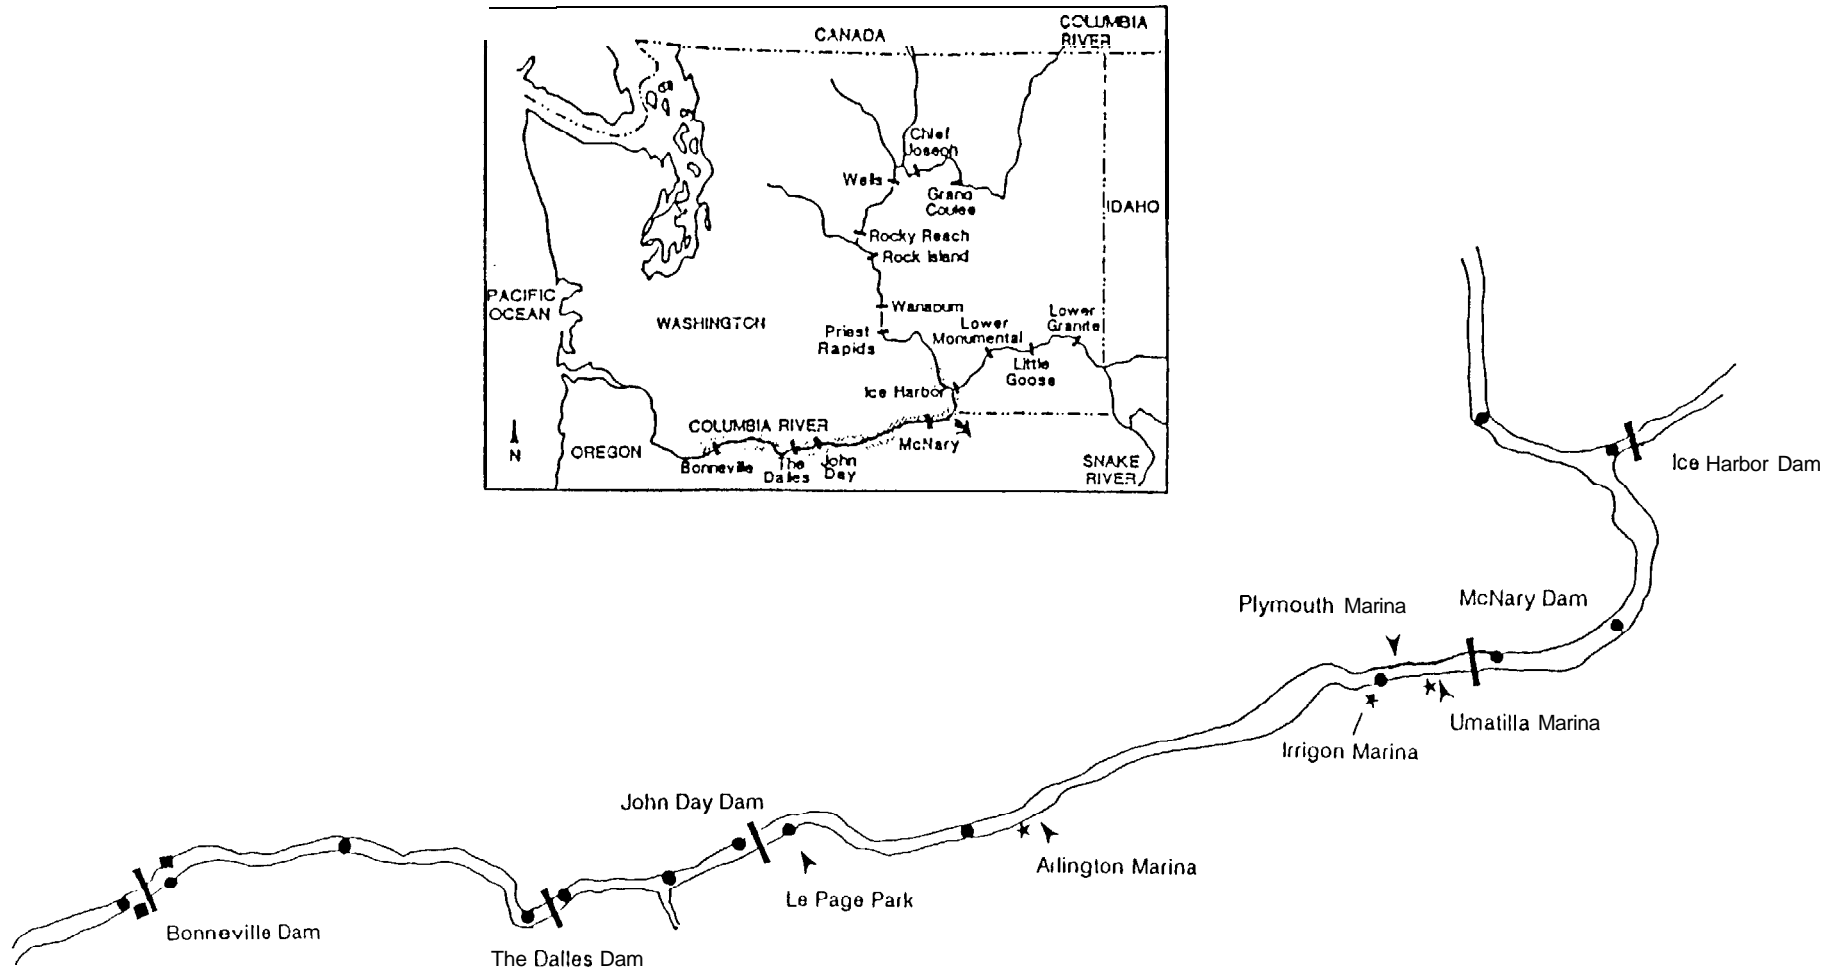 CANADA
COLUMBIA
RIVER
Chief
Joseph
Wells
Grand
Coulee
IDAHO
Rocky Reach
Rock Island
PACIFIC
OCEAN
WASHINGTON
Wanapum
Priest
Rapids
Lower
Monumental
Lower
Granite
Little
Goose
Ice Harbor
COLUMBIA RIVER
McNary
N
OREGON
Bonneville
The
Dalles
John
Day
SNAKE
RIVER
Ice Harbor Dam
Plymouth Marina
McNary Dam
Umatilla Marina
Irrigon Marina
John Day Dam
Arlington Marina
Le Page Park
Bonneville Dam
The Dalles Dam